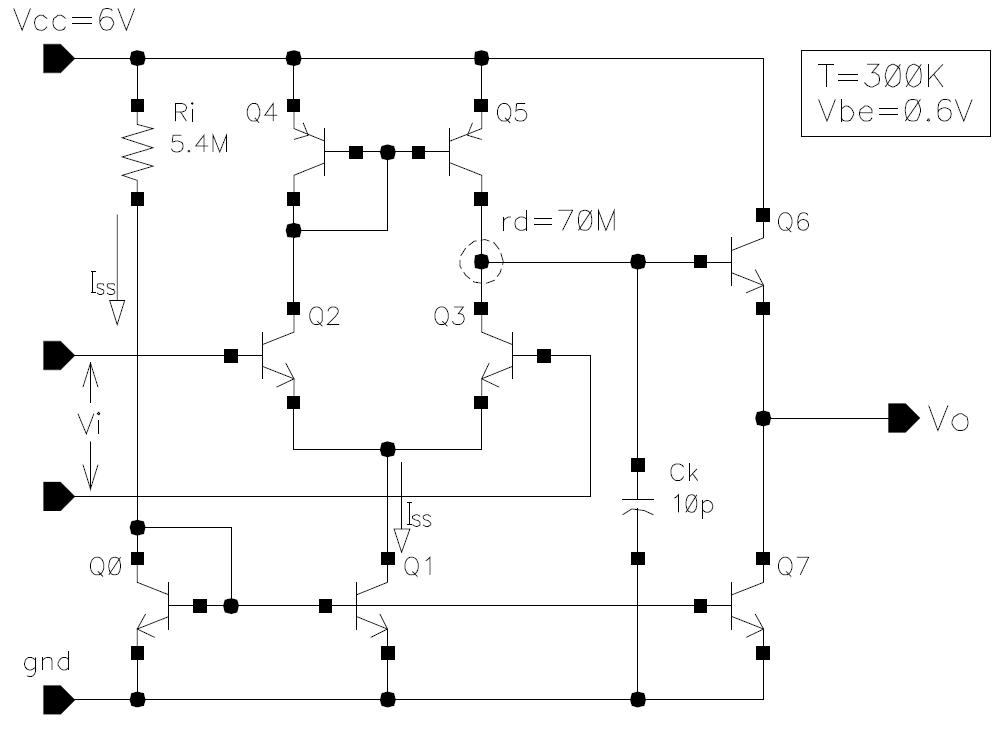 Vcc=6V
T=300K
Vbe=0.6V
Ri
5.4M
Q4
Q5
rd=70M
Q6
Iss
Q2
Q3
Vi
Vo
Ck
10p
Iss
Q0
Q1
Q7
gnd